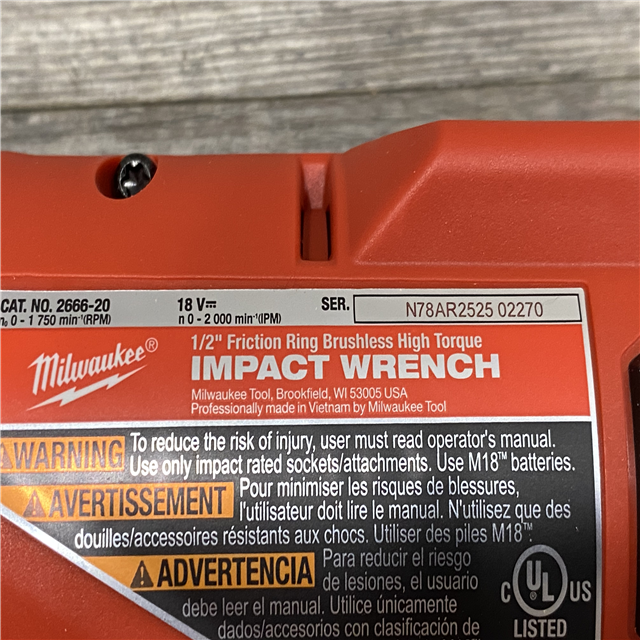 CAT. NO. 2666-20 18 V⎓ SER. N78AR2525 02270
n₀ 0 - 1 750 min⁻¹(RPM) n 0 - 2 000 min⁻¹(IPM)
1/2" Friction Ring Brushless High Torque
Milwaukee® IMPACT WRENCH
Milwaukee Tool, Brookfield, WI 53005 USA
Professionally made in Vietnam by Milwaukee Tool
WARNING To reduce the risk of injury, user must read operator's manual.
Use only impact rated sockets/attachments. Use M18™ batteries.
AVERTISSEMENT Pour minimiser les risques de blessures,
l'utilisateur doit lire le manuel. N'utilisez que des
douilles/accessoires résistants aux chocs. Utiliser des piles M18™.
ADVERTENCIA Para reducir el riesgo
de lesiones, el usuario
debe leer el manual. Utilice únicamente
dados/accesorios con clasificación de
C UL US
LISTED